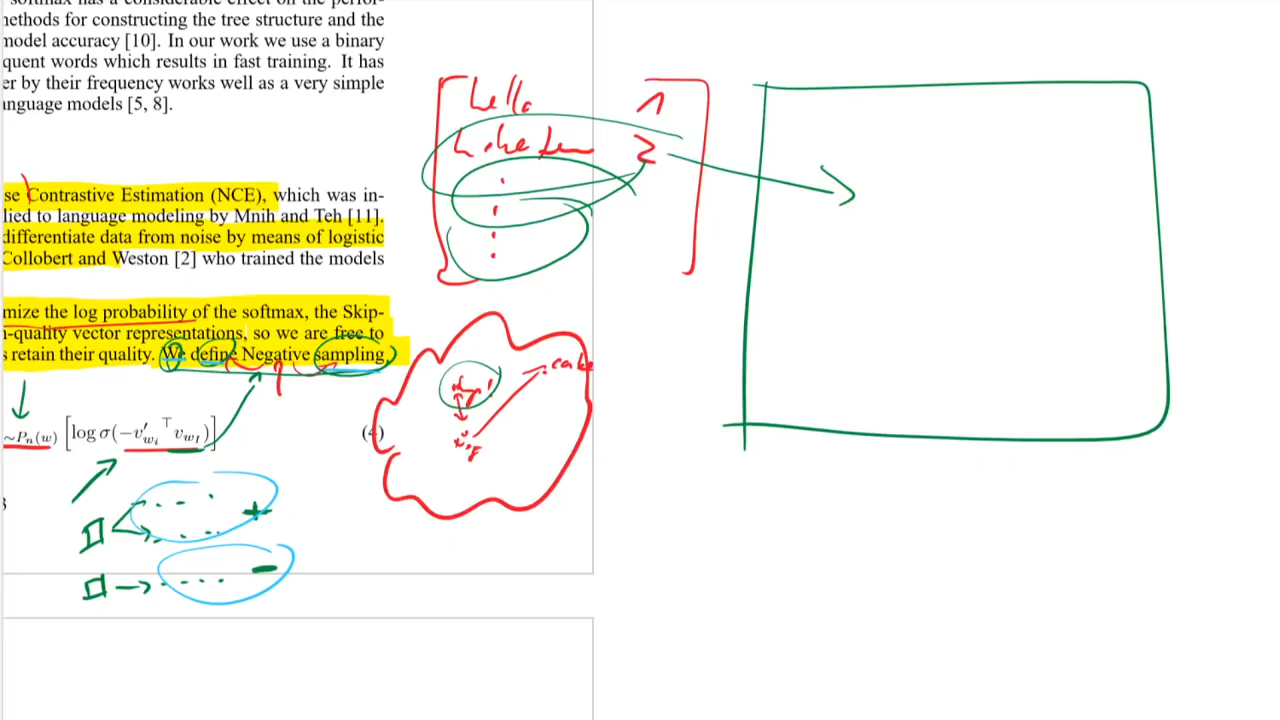 softmax has a considerable effect on the perfor-
methods for constructing the tree structure and the
model accuracy [10]. In our work we use a binary
quent words which results in fast training. It has
er by their frequency works well as a very simple
anguage models [5, 8].
se Contrastive Estimation (NCE), which was in-
lied to language modeling by Mnih and Teh [11].
differentiate data from noise by means of logistic
Collobert and Weston [2] who trained the models
mize the log probability of the softmax, the Skip-
-quality vector representations, so we are free to
s retain their quality. We define Negative sampling
∼Pₙ(w) [log σ(−v′_{w_i}^⊤ v_{w_I})]
(4)
hello 1
2
+
−